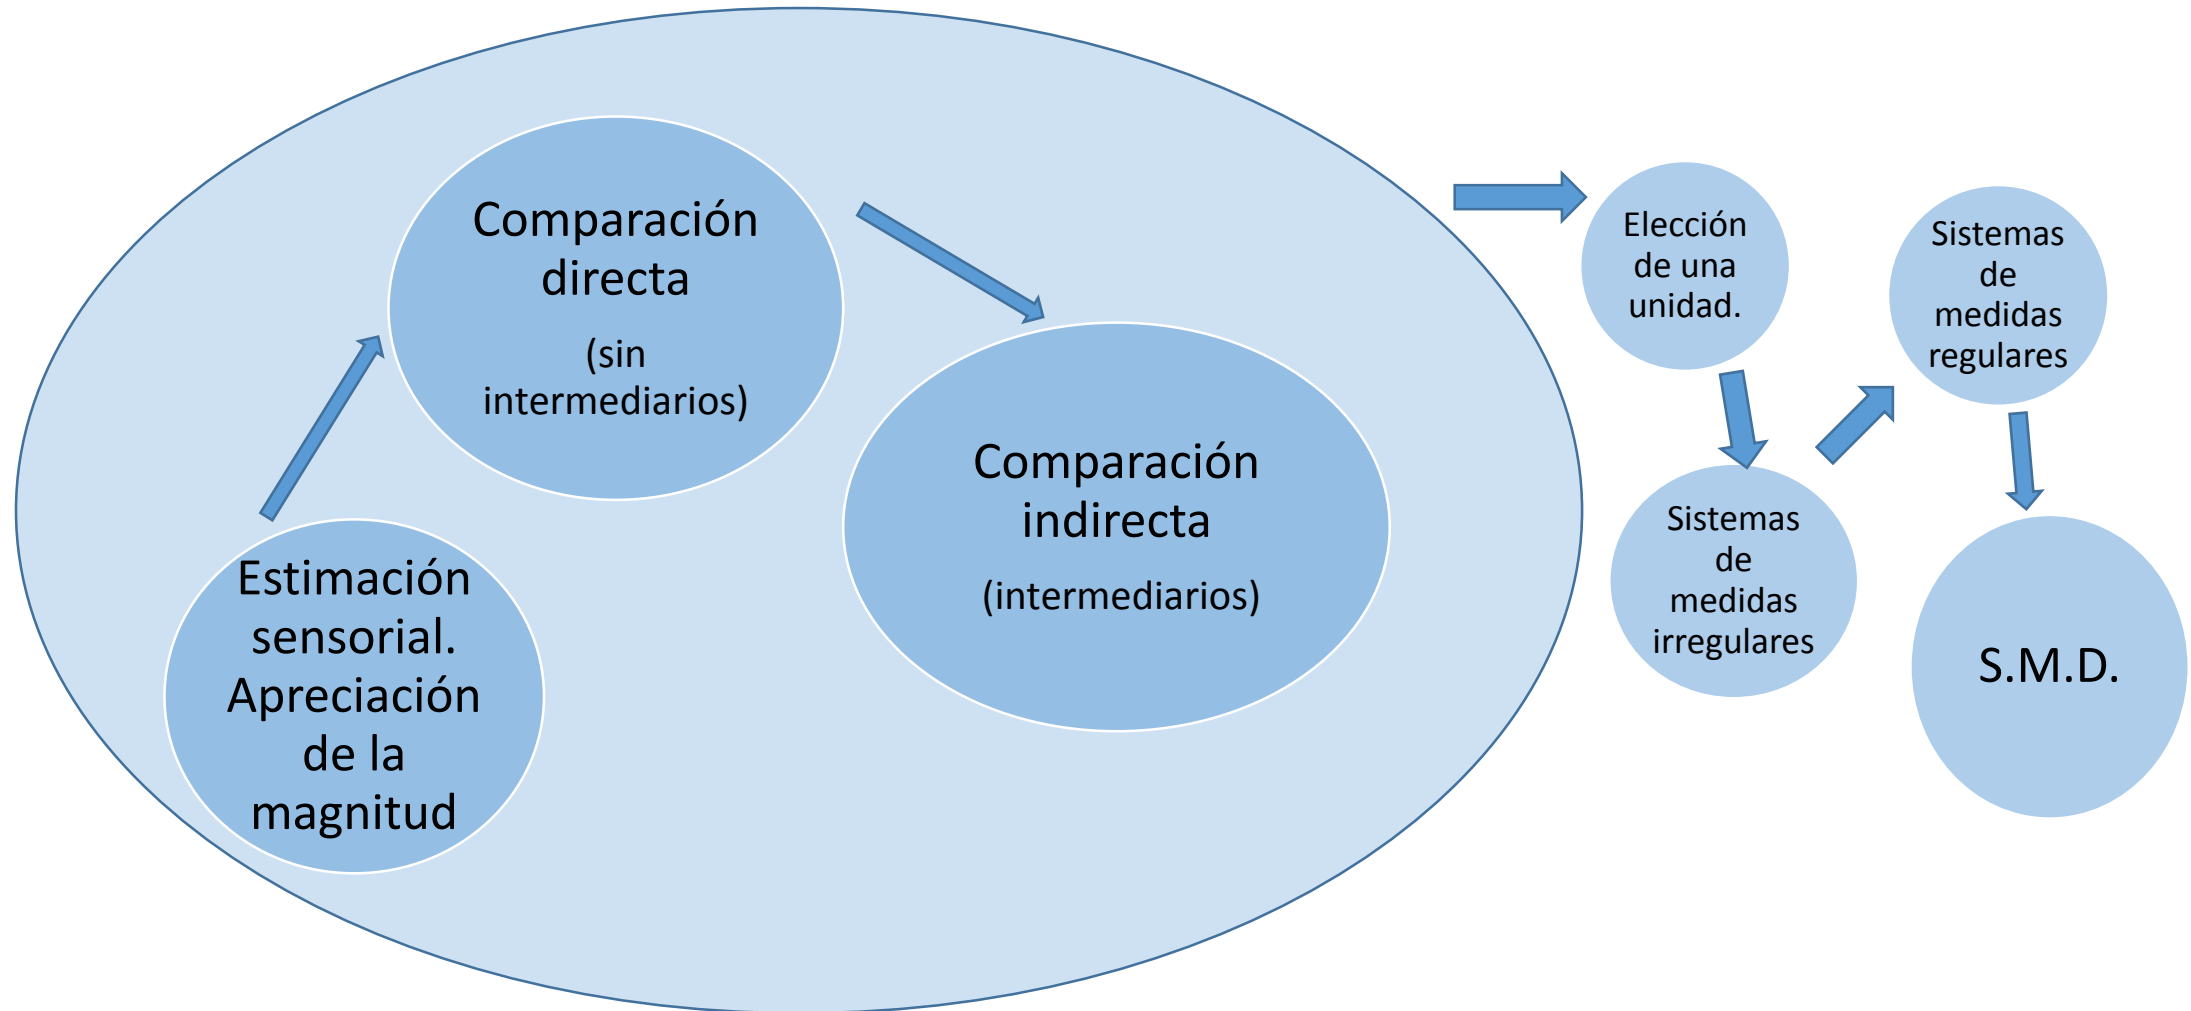 Estimación
sensorial.
Apreciación
de la
magnitud
Comparación
directa
(sin
intermediarios)
Comparación
indirecta
(intermediarios)
Elección
de una
unidad.
Sistemas
de
medidas
irregulares
Sistemas
de
medidas
regulares
S.M.D.